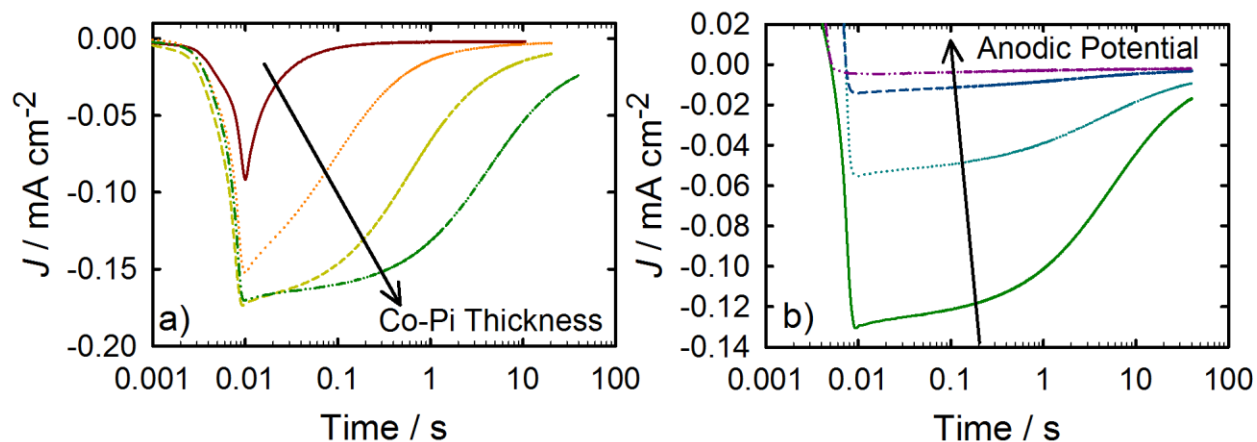 0.00
-0.05
-0.10
-0.15
-0.20
J / mA cm-2
a)
Co-Pi Thickness
0.001 0.01 0.1 1 10 100
Time / s
0.02
0.00
-0.02
-0.04
-0.06
-0.08
-0.10
-0.12
-0.14
J / mA cm-2
Anodic Potential
b)
0.001 0.01 0.1 1 10 100
Time / s